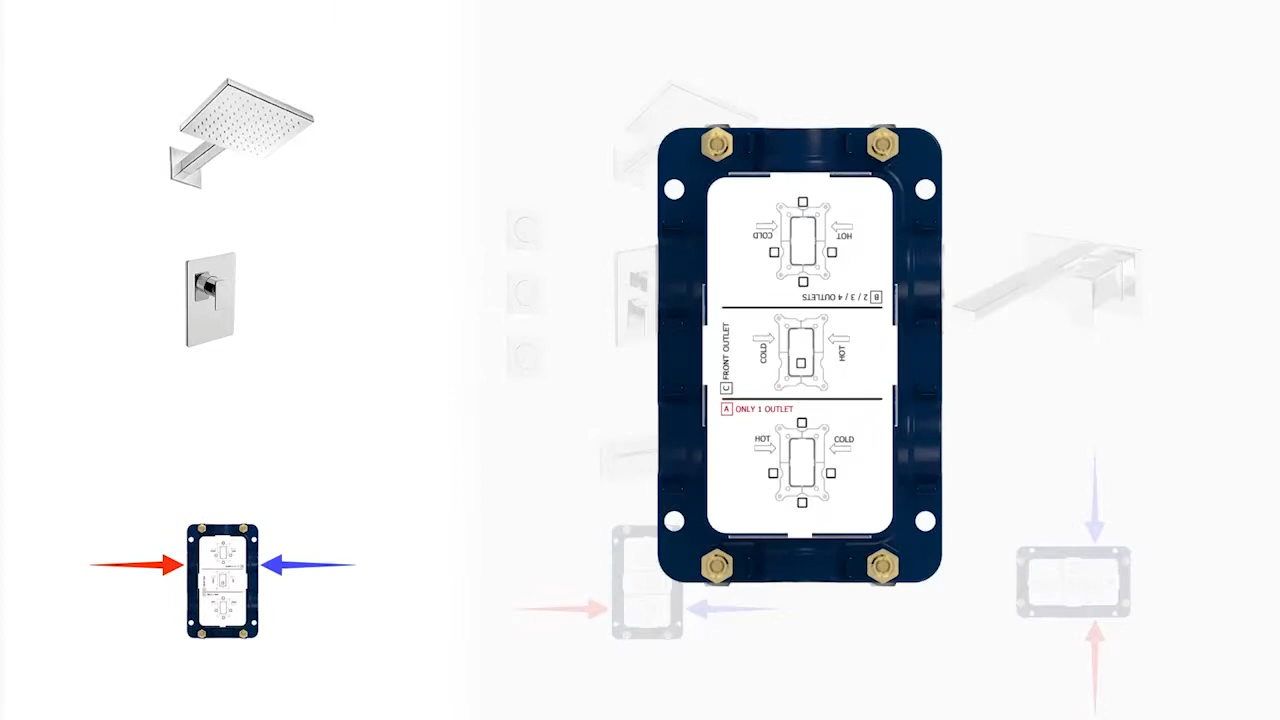 COLD
HOT
B 2 / 3 / 4 OUTLETS
C FRONT OUTLET
COLD
HOT
A ONLY 1 OUTLET
HOT
COLD